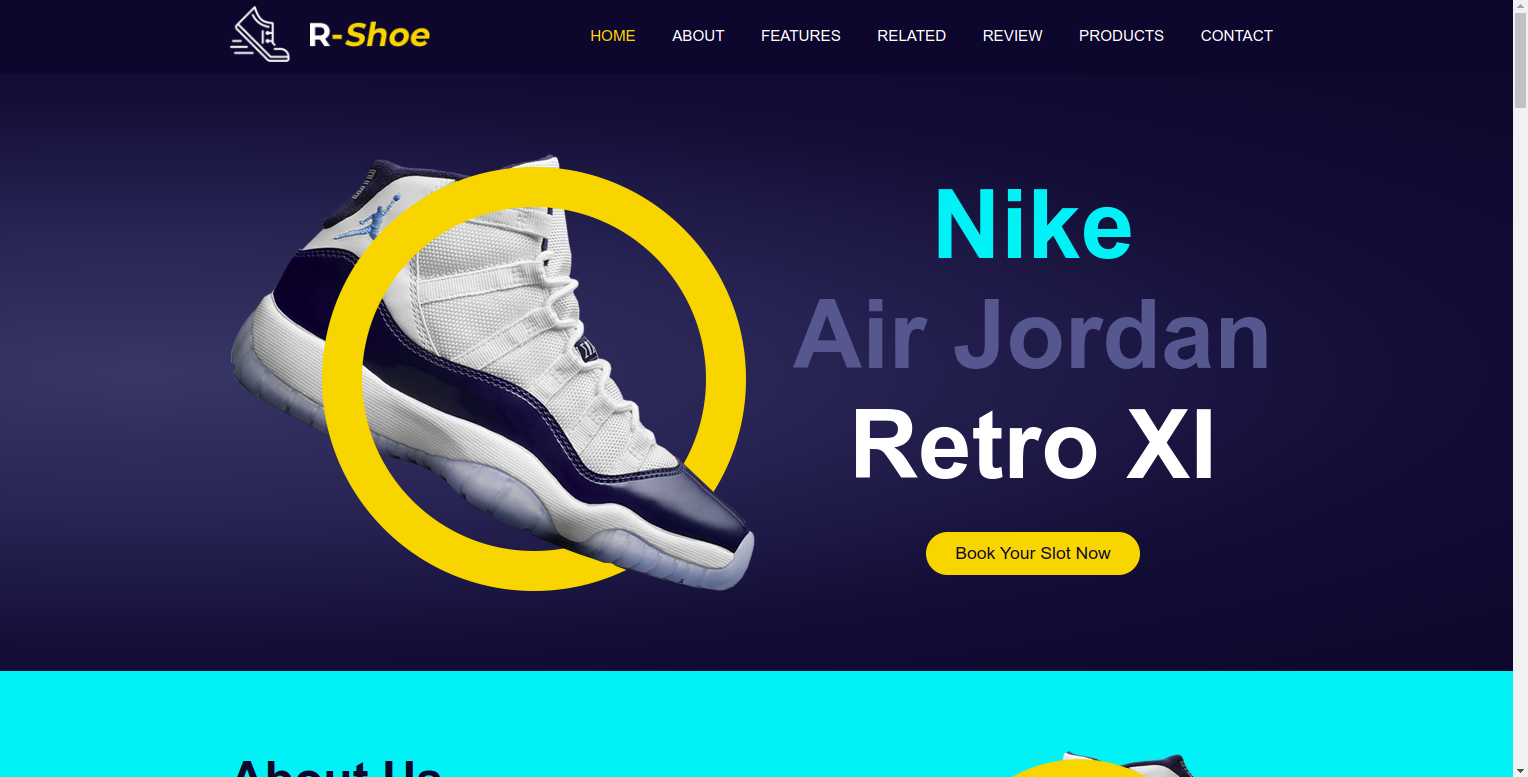 R-Shoe
HOME ABOUT FEATURES RELATED REVIEW PRODUCTS CONTACT
Nike
Air Jordan
Retro XI
Book Your Slot Now
About Us